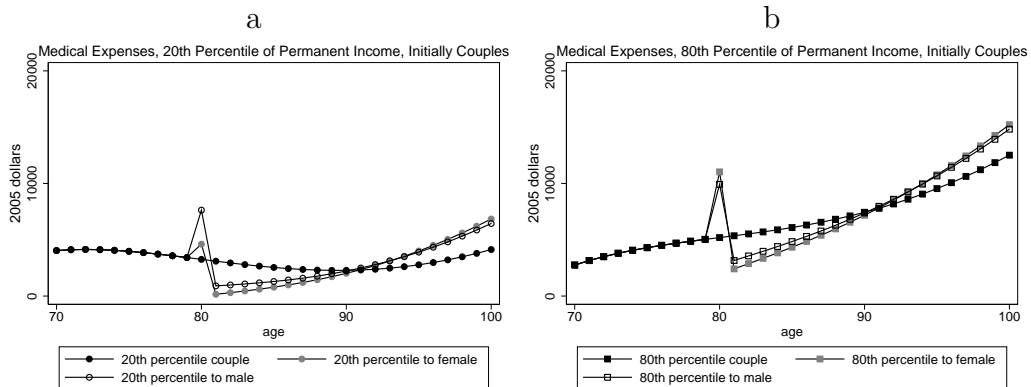 a
Medical Expenses, 20th Percentile of Permanent Income, Initially Couples
20000
10000
0
2005 dollars
70 80 90 100
age
20th percentile couple 20th percentile to female
20th percentile to male
b
Medical Expenses, 80th Percentile of Permanent Income, Initially Couples
20000
10000
0
2005 dollars
70 80 90 100
age
80th percentile couple 80th percentile to female
80th percentile to male